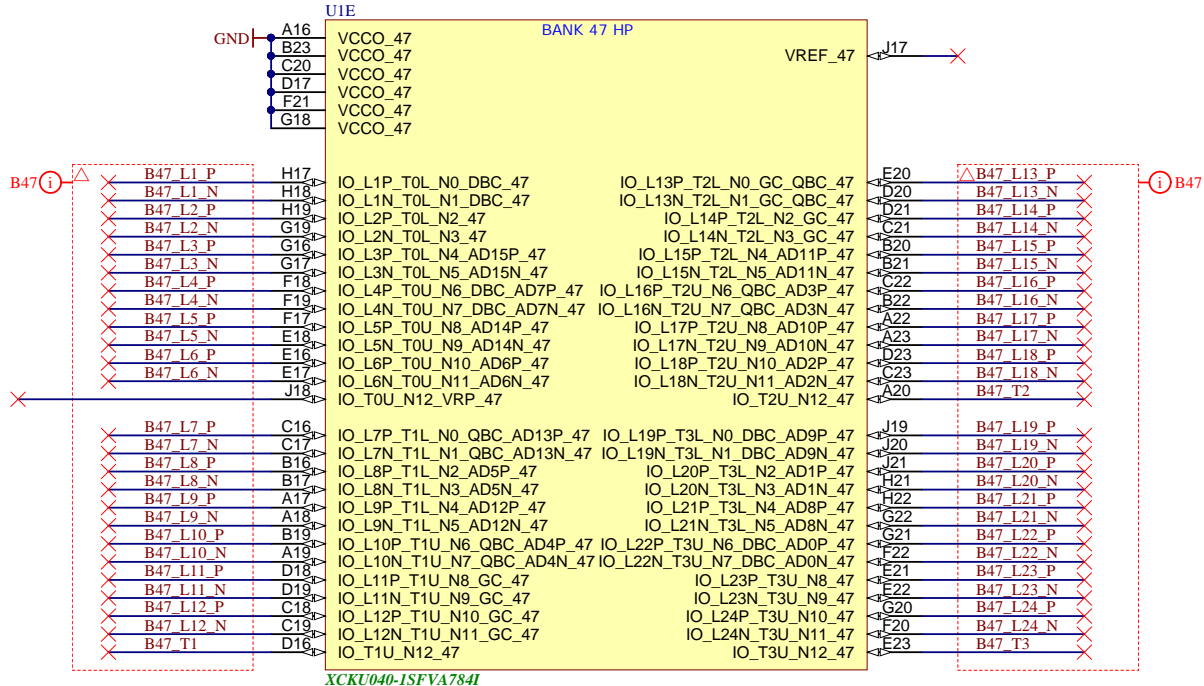 U1E
BANK 47 HP
GND
A16 VCCO_47
B23 VCCO_47
C20 VCCO_47
D17 VCCO_47
F21 VCCO_47
G18 VCCO_47
VREF_47 J17
B47 i
B47_L1_P H17 IO_L1P_T0L_N0_DBC_47
B47_L1_N H18 IO_L1N_T0L_N1_DBC_47
B47_L2_P H19 IO_L2P_T0L_N2_47
B47_L2_N G19 IO_L2N_T0L_N3_47
B47_L3_P G16 IO_L3P_T0L_N4_AD15P_47
B47_L3_N G17 IO_L3N_T0L_N5_AD15N_47
B47_L4_P F18 IO_L4P_T0U_N6_DBC_AD7P_47
B47_L4_N F19 IO_L4N_T0U_N7_DBC_AD7N_47
B47_L5_P F17 IO_L5P_T0U_N8_AD14P_47
B47_L5_N E18 IO_L5N_T0U_N9_AD14N_47
B47_L6_P E16 IO_L6P_T0U_N10_AD6P_47
B47_L6_N E17 IO_L6N_T0U_N11_AD6N_47
J18 IO_T0U_N12_VRP_47
B47_L7_P C16 IO_L7P_T1L_N0_QBC_AD13P_47
B47_L7_N C17 IO_L7N_T1L_N1_QBC_AD13N_47
B47_L8_P B16 IO_L8P_T1L_N2_AD5P_47
B47_L8_N B17 IO_L8N_T1L_N3_AD5N_47
B47_L9_P A17 IO_L9P_T1L_N4_AD12P_47
B47_L9_N A18 IO_L9N_T1L_N5_AD12N_47
B47_L10_P B19 IO_L10P_T1U_N6_QBC_AD4P_47
B47_L10_N A19 IO_L10N_T1U_N7_QBC_AD4N_47
B47_L11_P D18 IO_L11P_T1U_N8_GC_47
B47_L11_N D19 IO_L11N_T1U_N9_GC_47
B47_L12_P C18 IO_L12P_T1U_N10_GC_47
B47_L12_N C19 IO_L12N_T1U_N11_GC_47
B47_T1 D16 IO_T1U_N12_47
IO_L13P_T2L_N0_GC_QBC_47 E20 B47_L13_P
IO_L13N_T2L_N1_GC_QBC_47 D20 B47_L13_N
IO_L14P_T2L_N2_GC_47 D21 B47_L14_P
IO_L14N_T2L_N3_GC_47 C21 B47_L14_N
IO_L15P_T2L_N4_AD11P_47 B20 B47_L15_P
IO_L15N_T2L_N5_AD11N_47 B21 B47_L15_N
IO_L16P_T2U_N6_QBC_AD3P_47 C22 B47_L16_P
IO_L16N_T2U_N7_QBC_AD3N_47 B22 B47_L16_N
IO_L17P_T2U_N8_AD10P_47 A22 B47_L17_P
IO_L17N_T2U_N9_AD10N_47 A23 B47_L17_N
IO_L18P_T2U_N10_AD2P_47 D23 B47_L18_P
IO_L18N_T2U_N11_AD2N_47 C23 B47_L18_N
IO_T2U_N12_47 A20 B47_T2
IO_L19P_T3L_N0_DBC_AD9P_47 J19 B47_L19_P
IO_L19N_T3L_N1_DBC_AD9N_47 J20 B47_L19_N
IO_L20P_T3L_N2_AD1P_47 J21 B47_L20_P
IO_L20N_T3L_N3_AD1N_47 H21 B47_L20_N
IO_L21P_T3L_N4_AD8P_47 H22 B47_L21_P
IO_L21N_T3L_N5_AD8N_47 G22 B47_L21_N
IO_L22P_T3U_N6_DBC_AD0P_47 G21 B47_L22_P
IO_L22N_T3U_N7_DBC_AD0N_47 F22 B47_L22_N
IO_L23P_T3U_N8_47 E21 B47_L23_P
IO_L23N_T3U_N9_47 E22 B47_L23_N
IO_L24P_T3U_N10_47 G20 B47_L24_P
IO_L24N_T3U_N11_47 F20 B47_L24_N
IO_T3U_N12_47 E23 B47_T3
i B47
XCKU040-1SFVA784I